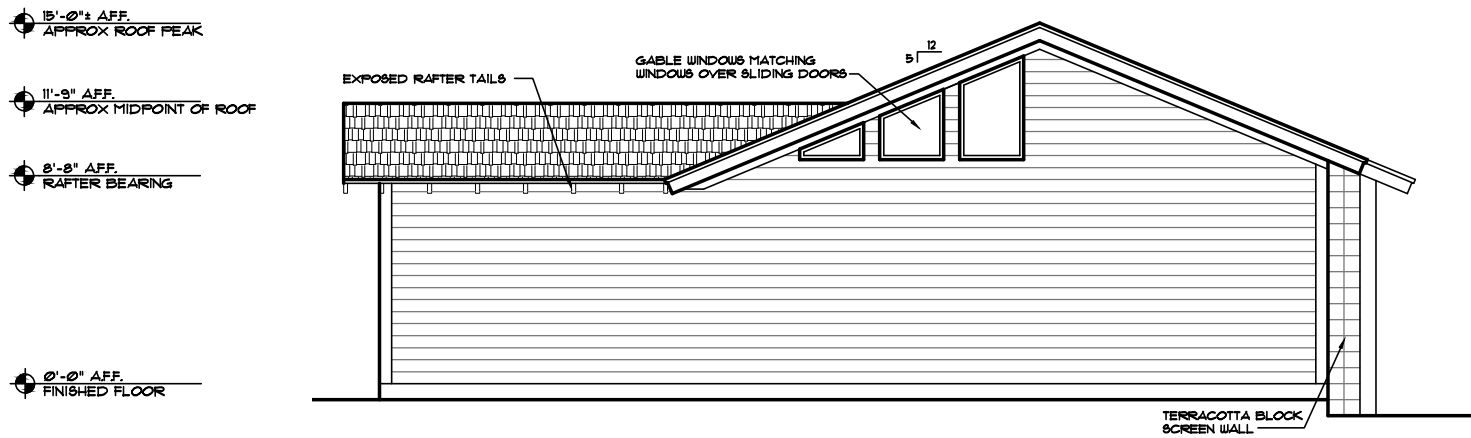 15'-0"± A.F.F.
APPROX ROOF PEAK
11'-9" A.F.F.
APPROX MIDPOINT OF ROOF
8'-8" A.F.F.
RAFTER BEARING
0'-0" A.F.F.
FINISHED FLOOR
EXPOSED RAFTER TAILS
GABLE WINDOWS MATCHING
WINDOWS OVER SLIDING DOORS
12
5
TERRACOTTA BLOCK
SCREEN WALL